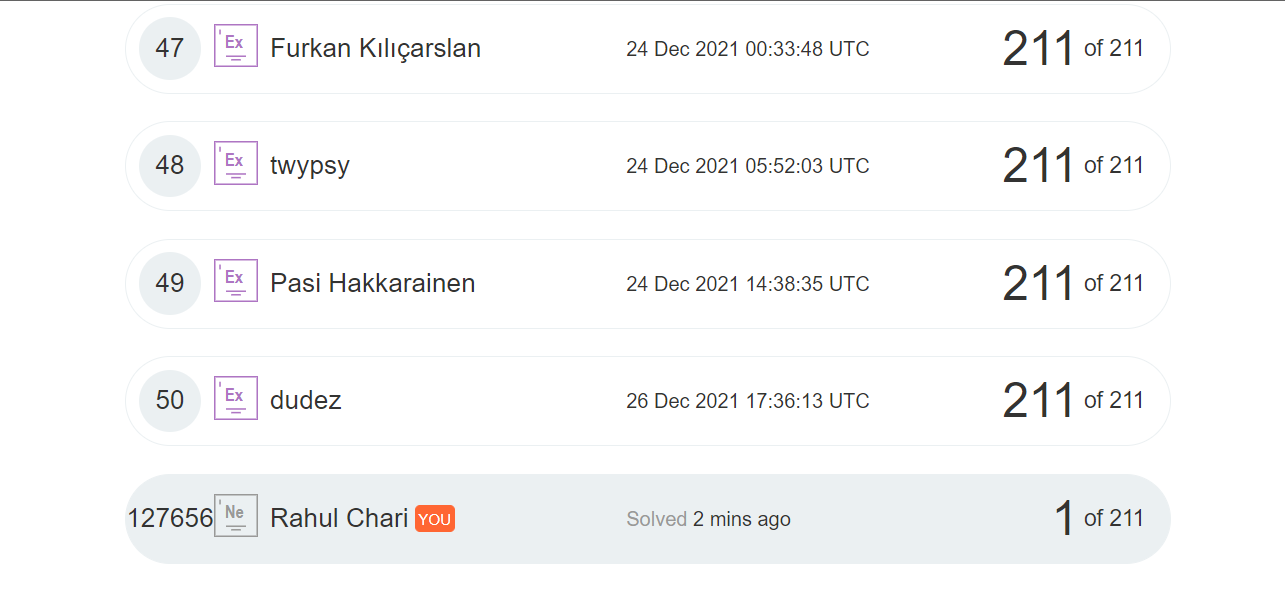 47 Ex Furkan Kılıçarslan 24 Dec 2021 00:33:48 UTC 211 of 211
48 Ex twypsy 24 Dec 2021 05:52:03 UTC 211 of 211
49 Ex Pasi Hakkarainen 24 Dec 2021 14:38:35 UTC 211 of 211
50 Ex dudez 26 Dec 2021 17:36:13 UTC 211 of 211
127656 Ne Rahul Chari YOU Solved 2 mins ago 1 of 211